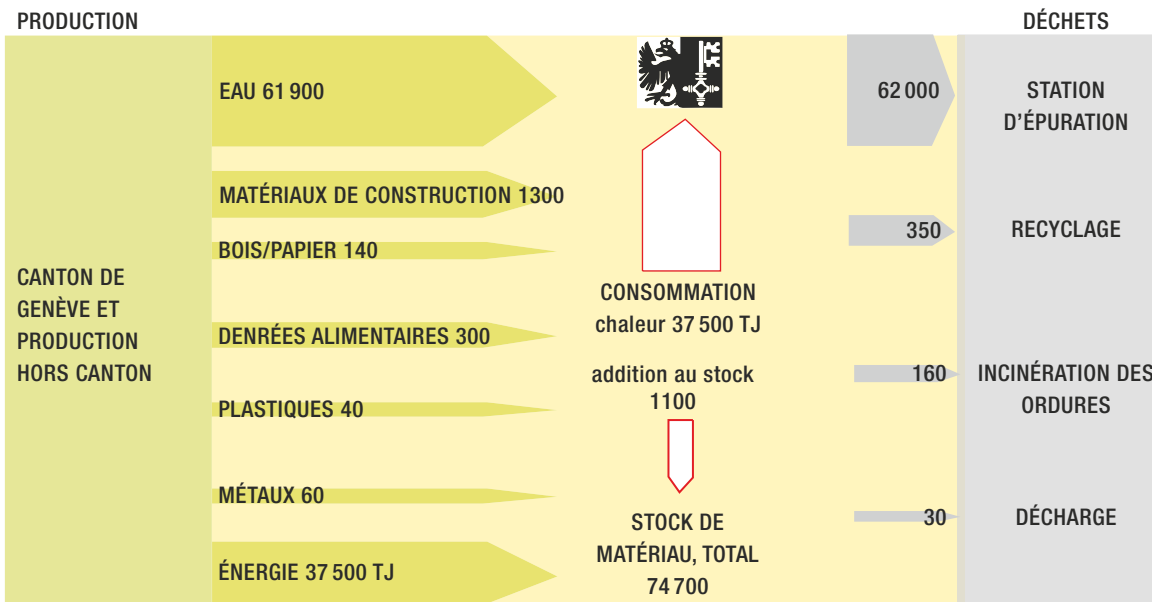 PRODUCTION
CANTON DE
GENÈVE ET
PRODUCTION
HORS CANTON
EAU 61 900
MATÉRIAUX DE CONSTRUCTION 1300
BOIS/PAPIER 140
DENRÉES ALIMENTAIRES 300
PLASTIQUES 40
MÉTAUX 60
ÉNERGIE 37 500 TJ
CONSOMMATION
chaleur 37 500 TJ
addition au stock
1100
STOCK DE
MATÉRIAU, TOTAL
74 700
DÉCHETS
62 000
STATION
D'ÉPURATION
350
RECYCLAGE
160
INCINÉRATION DES
ORDURES
30
DÉCHARGE